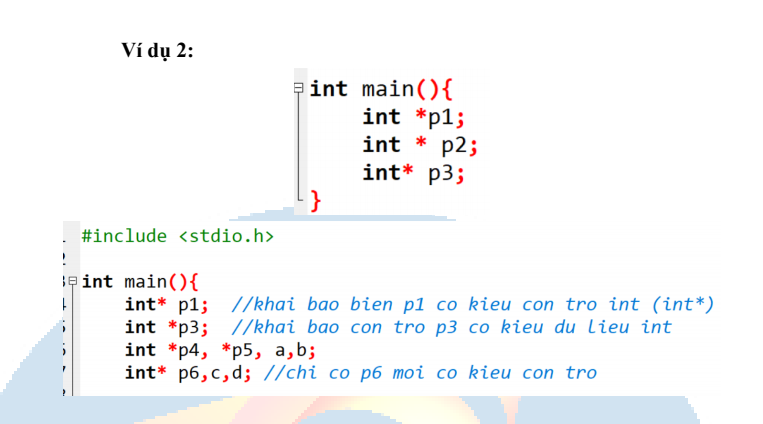 Ví dụ 2:
int main(){
int *p1;
int * p2;
int* p3;
}
#include <stdio.h>
int main(){
int* p1; //khai bao bien p1 co kieu con tro int (int*)
int *p3; //khai bao con tro p3 co kieu du lieu int
int *p4, *p5, a,b;
int* p6,c,d; //chi co p6 moi co kieu con tro